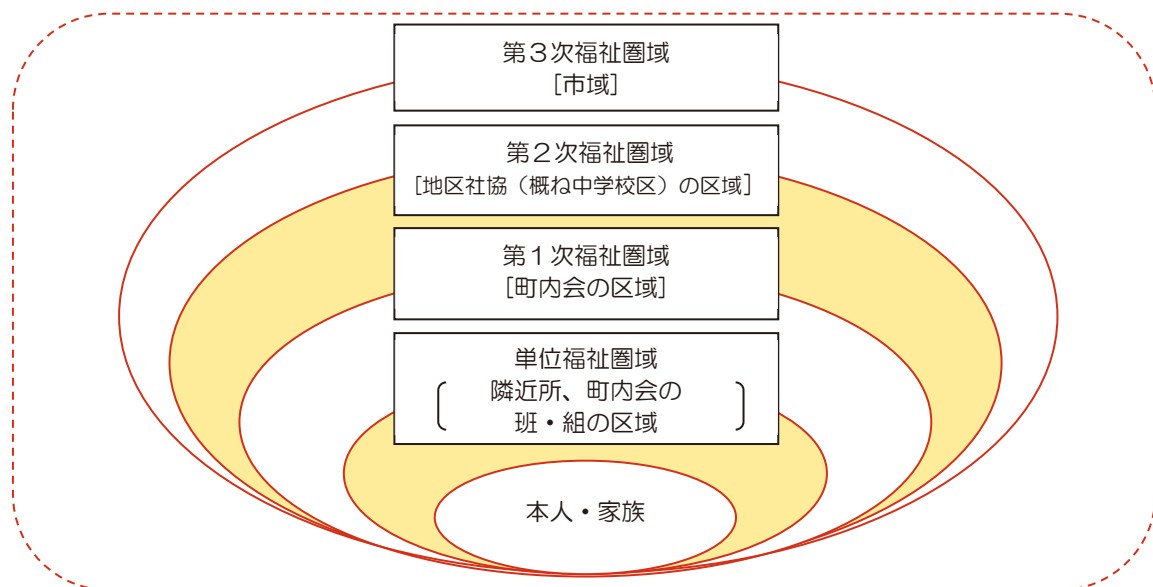 第３次福祉圏域
[市域]
第２次福祉圏域
[地区社協（概ね中学校区）の区域]
第１次福祉圏域
[町内会の区域]
単位福祉圏域
隣近所、町内会の
班・組の区域
本人・家族